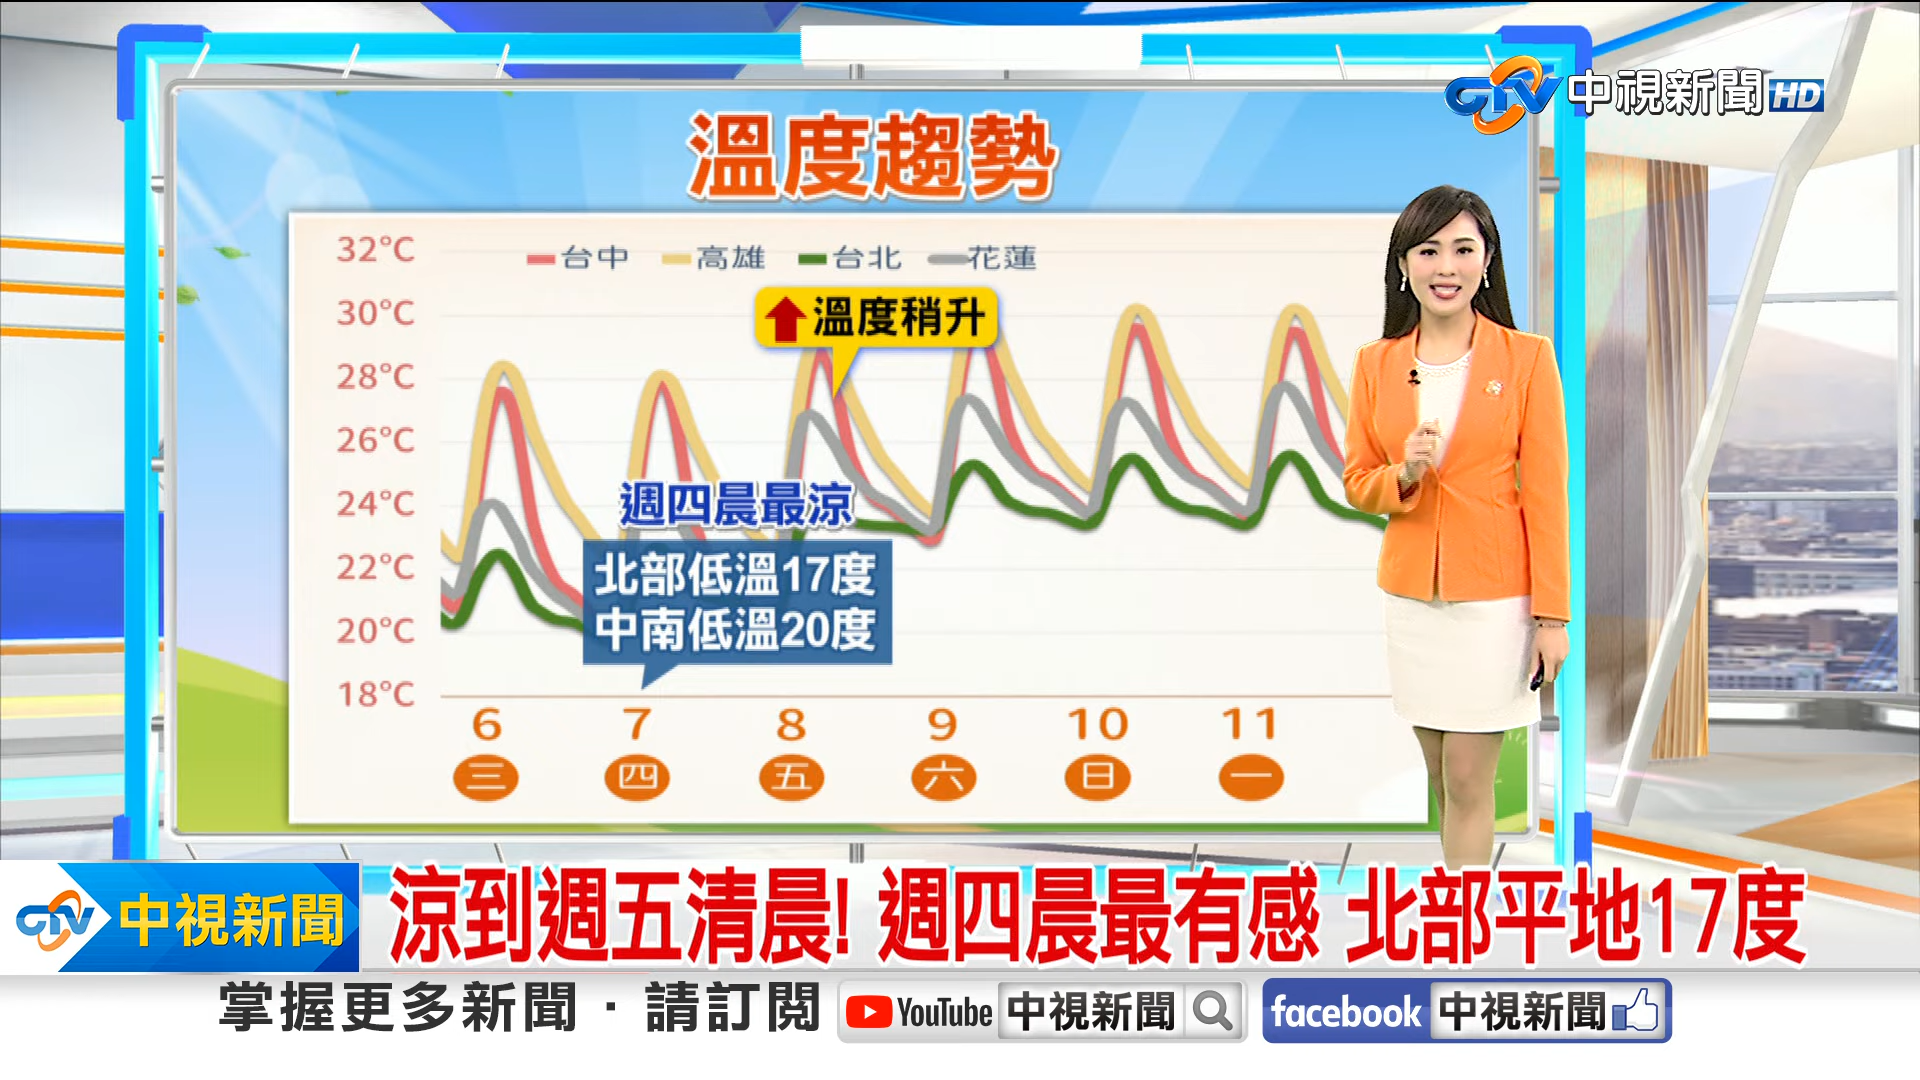 CTV 中視新聞 HD
溫度趨勢
32°C
台中 高雄 台北 花蓮
30°C
溫度稍升
28°C
26°C
24°C
週四晨最涼
22°C
北部低溫17度
20°C
中南低溫20度
18°C
6 7 8 9 10 11
三 四 五 六 日 一
CTV 中視新聞
涼到週五清晨! 週四晨最有感 北部平地17度
掌握更多新聞·請訂閱 YouTube 中視新聞 facebook 中視新聞